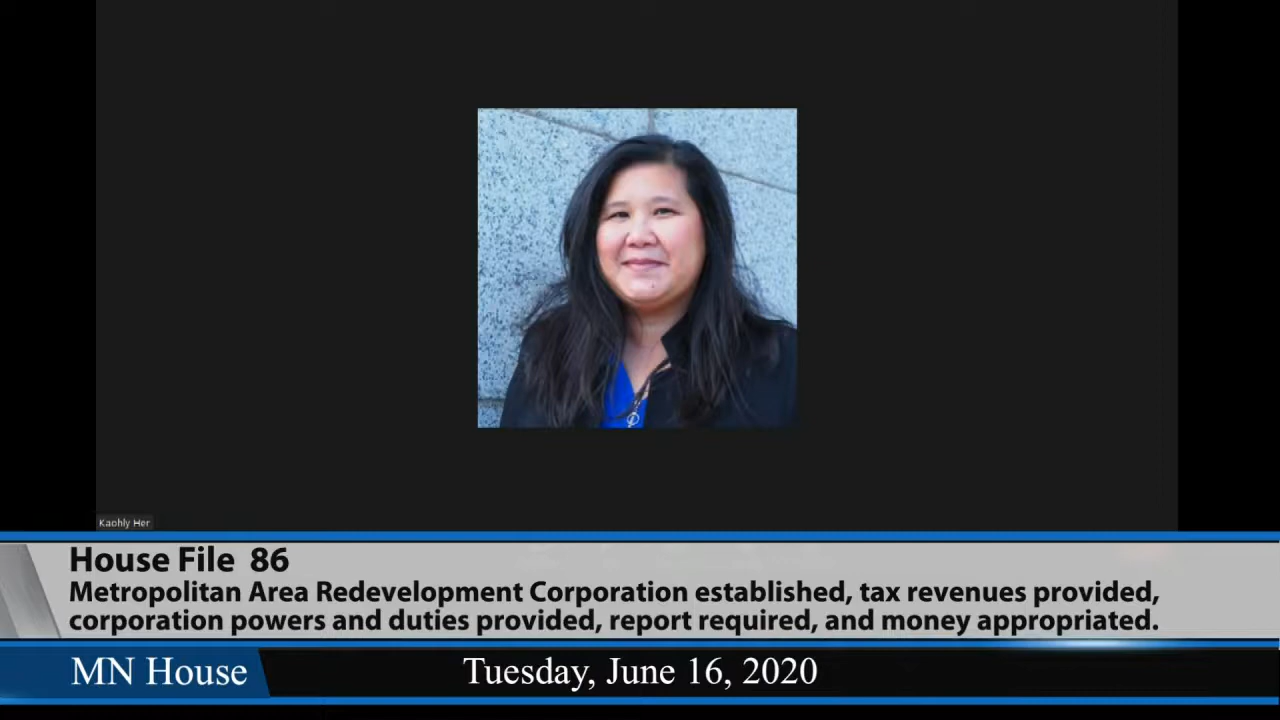 Kaohly Her
House File 86
Metropolitan Area Redevelopment Corporation established, tax revenues provided,
corporation powers and duties provided, report required, and money appropriated.
MN House
Tuesday, June 16, 2020